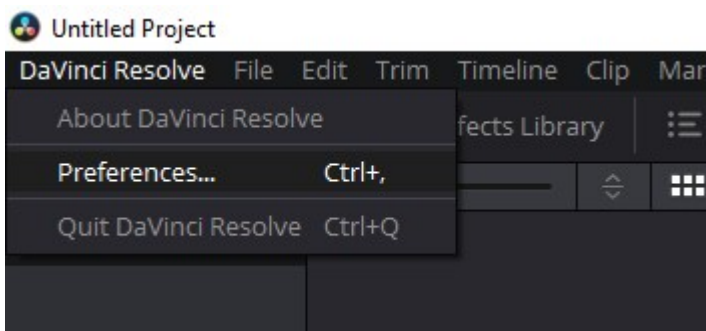 Untitled Project
DaVinci Resolve File Edit Trim Timeline Clip Mar
About DaVinci Resolve
fects Library
Preferences... Ctrl+,
Quit DaVinci Resolve Ctrl+Q